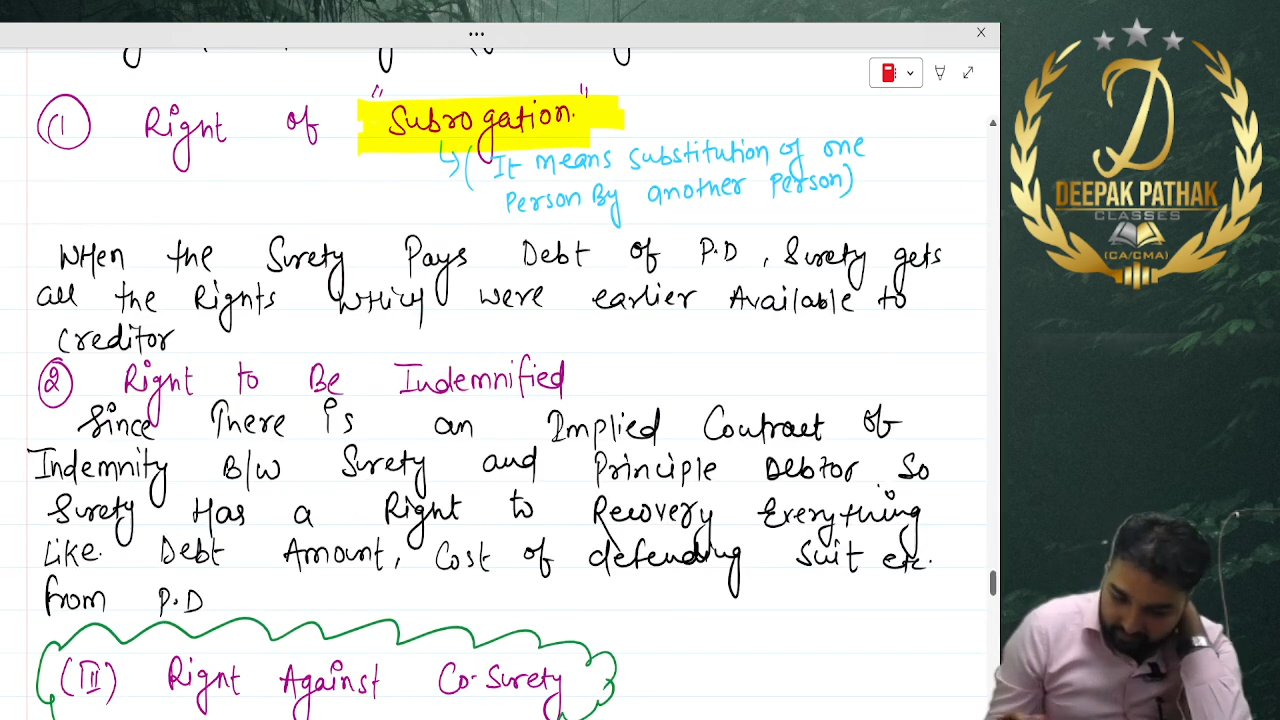 ① Right of "Subrogation."
↳ (It means substitution of one
Person By another Person)
When the Surety Pays Debt of P.D, Surety gets
all the Rights which were earlier Available to
Creditor
② Right to Be Indemnified
Since There is an Implied Contract of
Indemnity B/W Surety and Principle Debtor. So
Surety Has a Right to Recovery Everything
Like Debt Amount, Cost of defending Suit etc.
from P.D
(III) Right Against Co-Surety
D
DEEPAK PATHAK
CLASSES
(CA/CMA)